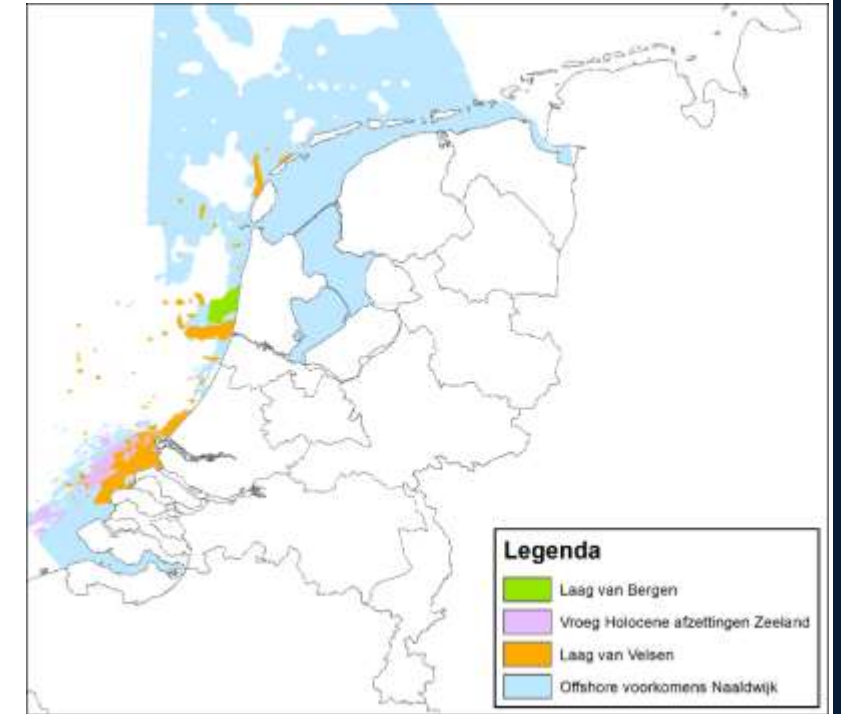 Legenda
Laag van Bergen
Vroeg Holocene afzettingen Zeeland
Laag van Velsen
Offshore voorkomens Naaldwijk